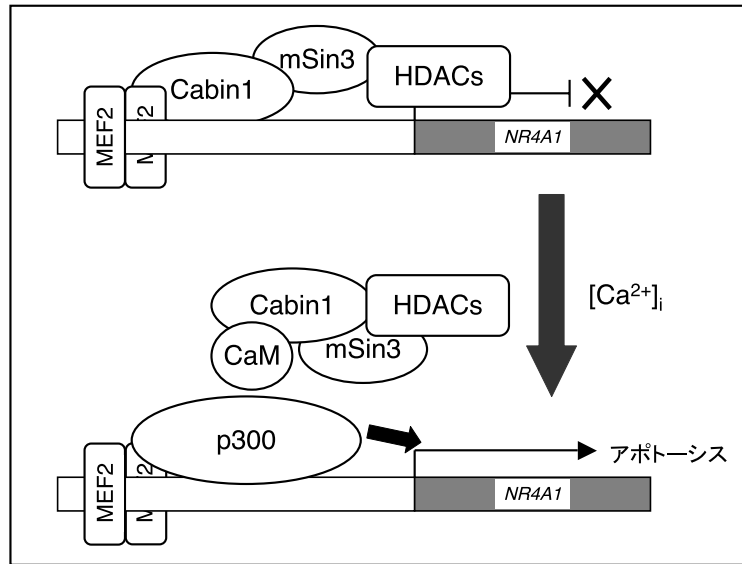 mSin3
HDACs
Cabin1
MEF2
NR4A1
[Ca²⁺]ᵢ
Cabin1
HDACs
CaM
mSin3
p300
アポトーシス
MEF2
NR4A1